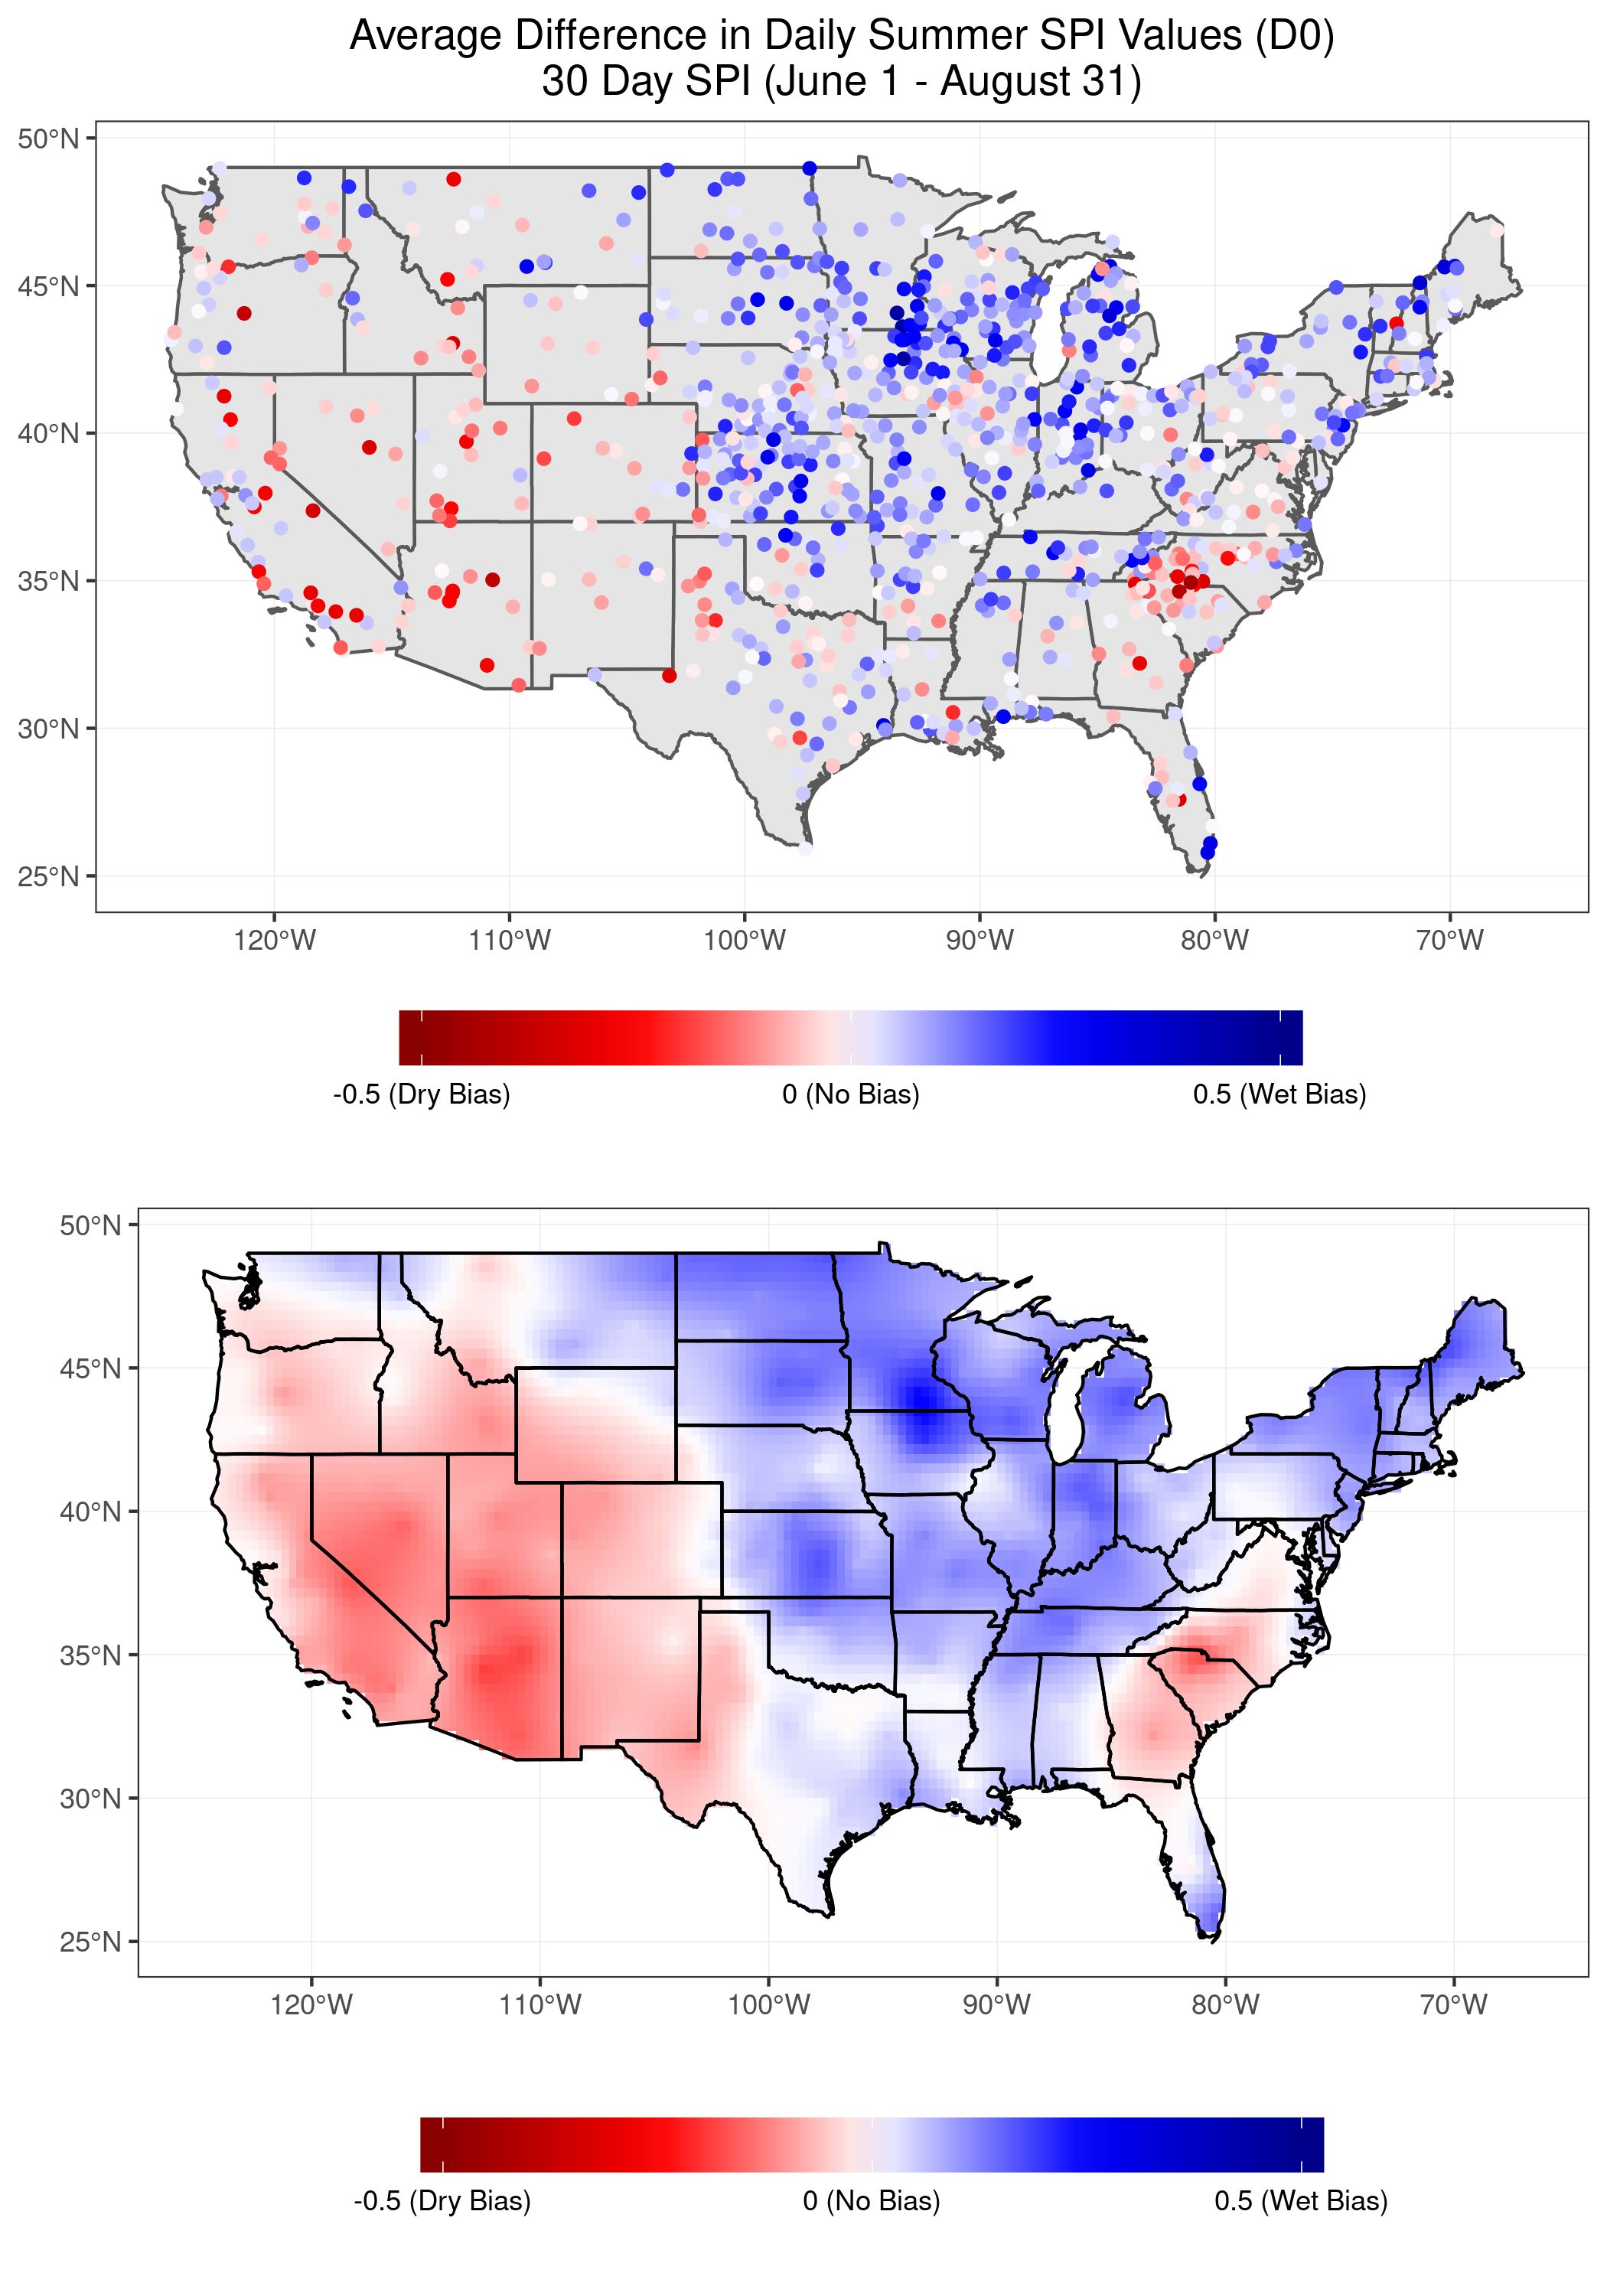 Average Difference in Daily Summer SPI Values (D0)
30 Day SPI (June 1 - August 31)
50°N
45°N
40°N
35°N
30°N
25°N
120°W 110°W 100°W 90°W 80°W 70°W
-0.5 (Dry Bias) 0 (No Bias) 0.5 (Wet Bias)
50°N
45°N
40°N
35°N
30°N
25°N
120°W 110°W 100°W 90°W 80°W 70°W
-0.5 (Dry Bias) 0 (No Bias) 0.5 (Wet Bias)